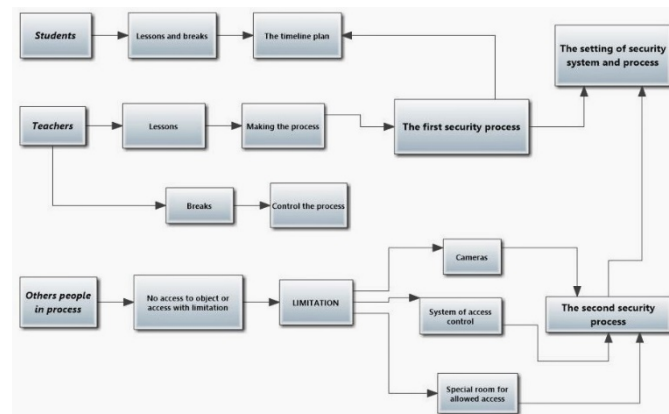 Students
Lessons and breaks
The timeline plan
The setting of security
system and process
Teachers
Lessons
Making the process
The first security process
Breaks
Control the process
Others people
in process
No access to object or
access with limitation
LIMITATION
Cameras
System of access
control
The second security
process
Special room for
allowed access